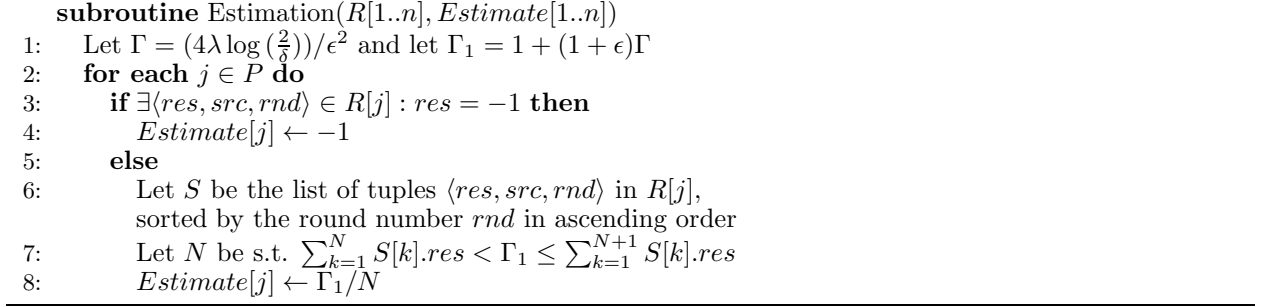 subroutine Estimation(R[1..n], Estimate[1..n])
1: Let Γ = (4λ log (2/δ))/ϵ² and let Γ₁ = 1 + (1 + ϵ)Γ
2: for each j ∈ P do
3: if ∃⟨res, src, rnd⟩ ∈ R[j] : res = −1 then
4: Estimate[j] ← −1
5: else
6: Let S be the list of tuples ⟨res, src, rnd⟩ in R[j],
sorted by the round number rnd in ascending order
7: Let N be s.t. ∑_{k=1}^{N} S[k].res < Γ₁ ≤ ∑_{k=1}^{N+1} S[k].res
8: Estimate[j] ← Γ₁/N